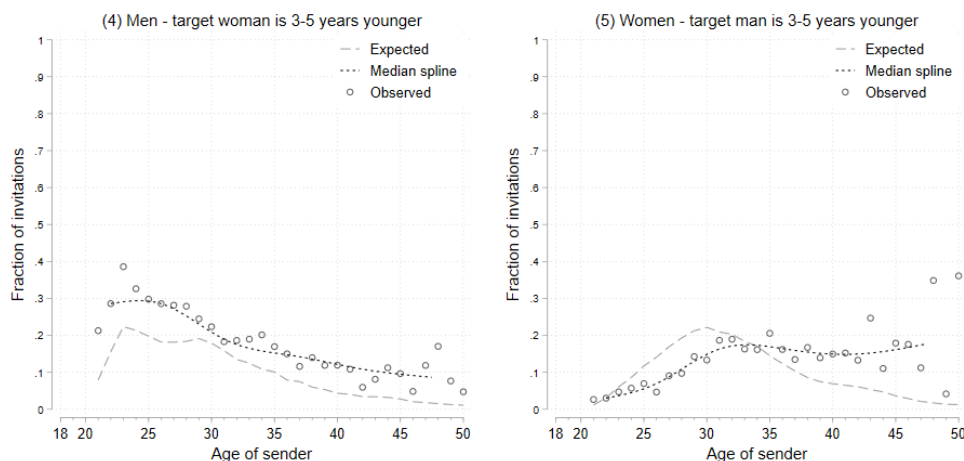 (4) Men - target woman is 3-5 years younger
1
.9
.8
.7
.6
.5
.4
.3
.2
.1
0
Fraction of invitations
Expected
Median spline
Observed
18 20 25 30 35 40 45 50
Age of sender
(5) Women - target man is 3-5 years younger
1
.9
.8
.7
.6
.5
.4
.3
.2
.1
0
Fraction of invitations
Expected
Median spline
Observed
18 20 25 30 35 40 45 50
Age of sender